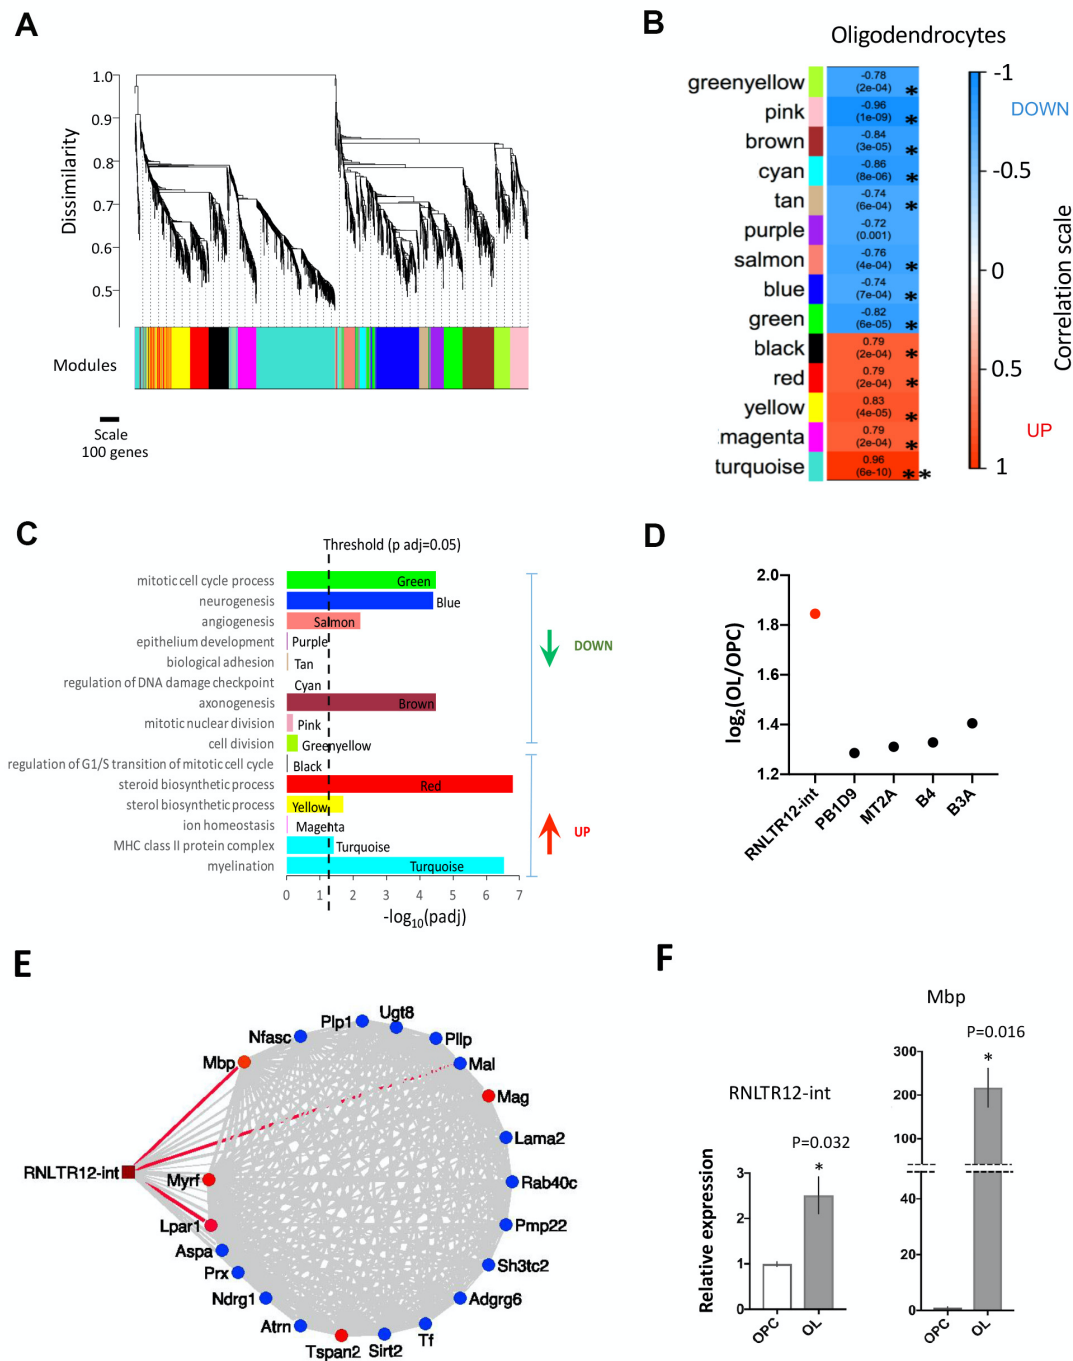 A
1.0
0.9
0.8
0.7
0.6
0.5
Dissimilarity
Modules
Scale
100 genes
B
Oligodendrocytes
greenyellow -0.78 (2e-04) *
pink -0.96 (1e-09) *
brown -0.84 (3e-05) *
cyan -0.86 (8e-06) *
tan -0.74 (6e-04) *
purple -0.72 (0.001)
salmon -0.76 (4e-04) *
blue -0.74 (7e-04) *
green -0.82 (6e-05) *
black 0.79 (2e-04) *
red 0.79 (2e-04) *
yellow 0.83 (4e-05) *
magenta 0.79 (2e-04) *
turquoise 0.96 (6e-10) **
-1
DOWN
-0.5
0
0.5
UP
1
Correlation scale
C
Threshold (p adj=0.05)
mitotic cell cycle process Green
neurogenesis Blue
angiogenesis Salmon
epithelium development Purple
biological adhesion Tan
regulation of DNA damage checkpoint Cyan
axonogenesis Brown
mitotic nuclear division Pink
cell division Greenyellow
regulation of G1/S transition of mitotic cell cycle Black
steroid biosynthetic process Red
sterol biosynthetic process Yellow
ion homeostasis Magenta
MHC class II protein complex Turquoise
myelination Turquoise
DOWN
UP
0 1 2 3 4 5 6 7
-log10(padj)
D
2.0
1.8
1.6
1.4
1.2
log2(OL/OPC)
RNLTR12-int
PB1D9
MT2A
B4
B3A
E
Plp1
Ugt8
Pllp
Nfasc
Mbp
Mal
Mag
Lama2
RNLTR12-int
Myrf
Rab40c
Lpar1
Pmp22
Aspa
Prx
Sh3tc2
Ndrg1
Adgrg6
Atrn
Tspan2
Sirt2
Tf
F
RNLTR12-int
P=0.032
*
3
2
1
0
Relative expression
OPC
OL
Mbp
P=0.016
*
300
200
100
40
20
0
OPC
OL